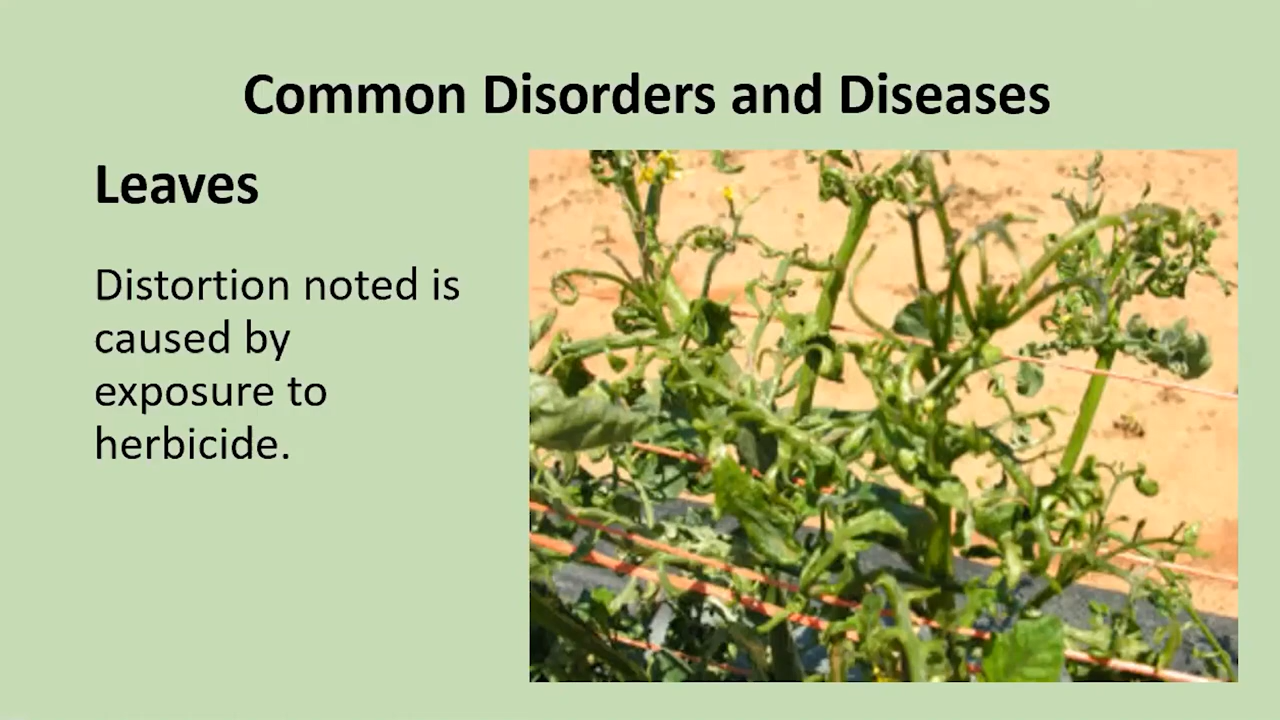 Common Disorders and Diseases
Leaves
Distortion noted is
caused by
exposure to
herbicide.